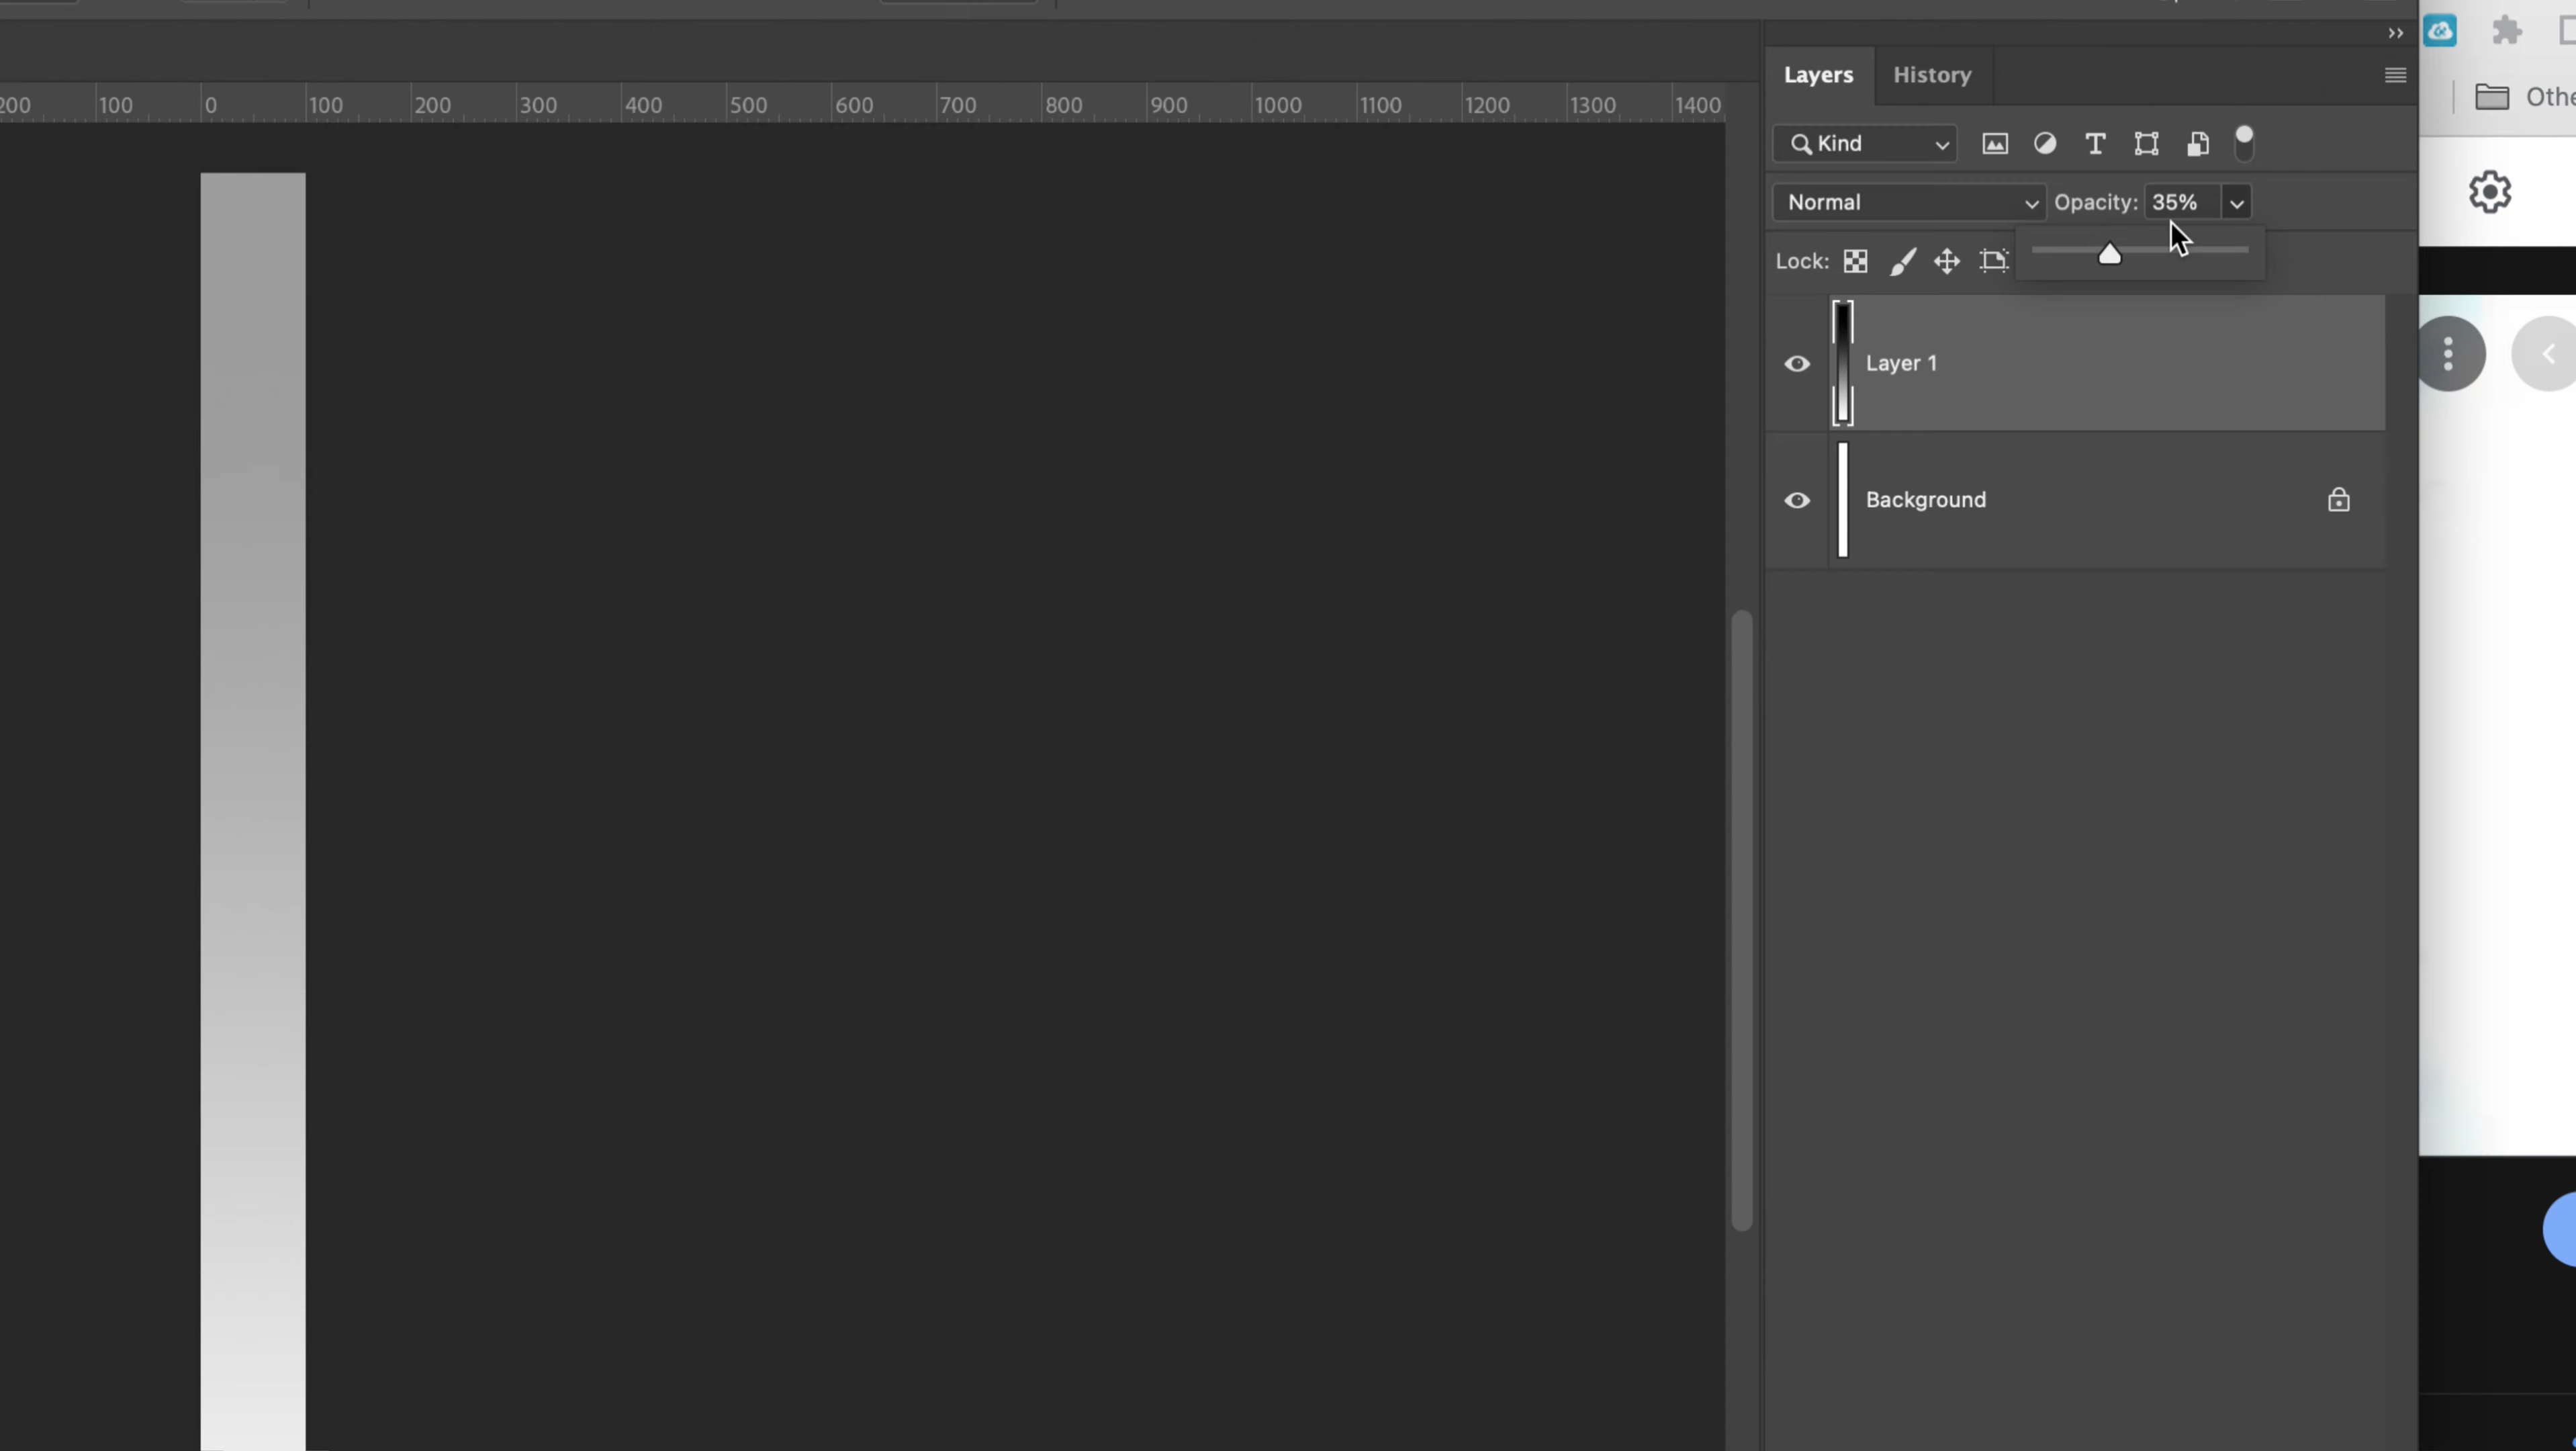 Layers History
Othe
200 100 0 100 200 300 400 500 600 700 800 900 1000 1100 1200 1300 1400
Kind
Normal Opacity: 35%
Lock:
Layer 1
Background